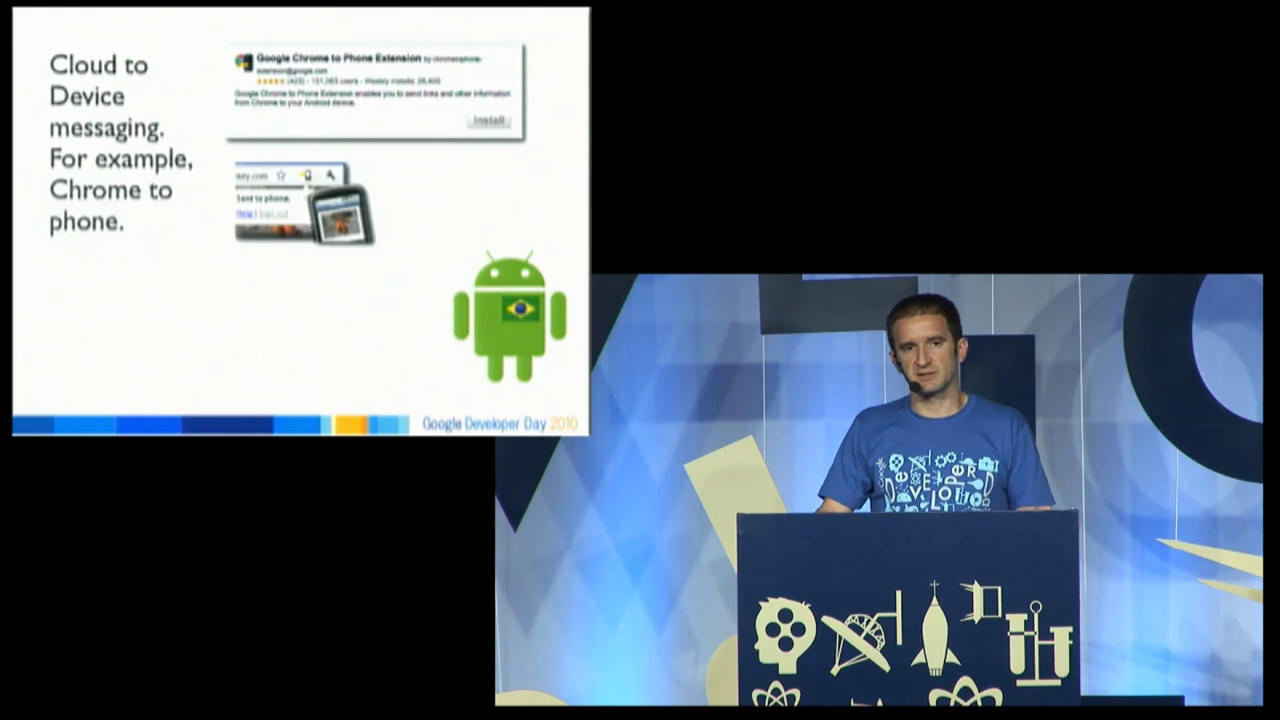 Cloud to
Device
messaging.
For example,
Chrome to
phone.
Google Chrome to Phone Extension by chrometophone-
extension@google.com
Google Chrome to Phone Extension enables you to send links and other information
from Chrome to your Android device.
Install
Sent to phone.
Google Developer Day 2010
Google
DeVELOPeR